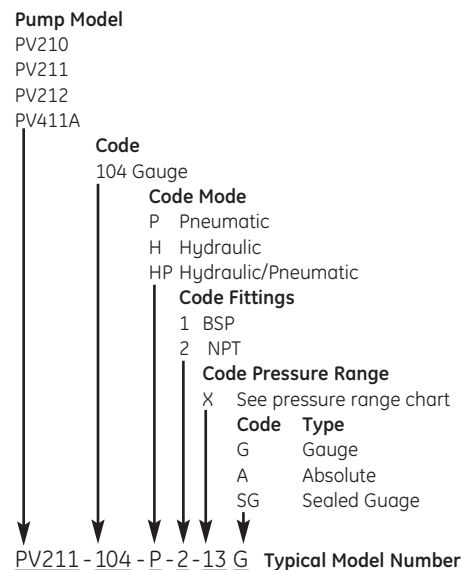 Pump Model
PV210
PV211
PV212
PV411A
Code
104 Gauge
Code Mode
P Pneumatic
H Hydraulic
HP Hydraulic/Pneumatic
Code Fittings
1 BSP
2 NPT
Code Pressure Range
X See pressure range chart
Code Type
G Gauge
A Absolute
SG Sealed Guage
PV211 - 104 - P - 2 - 13 G Typical Model Number